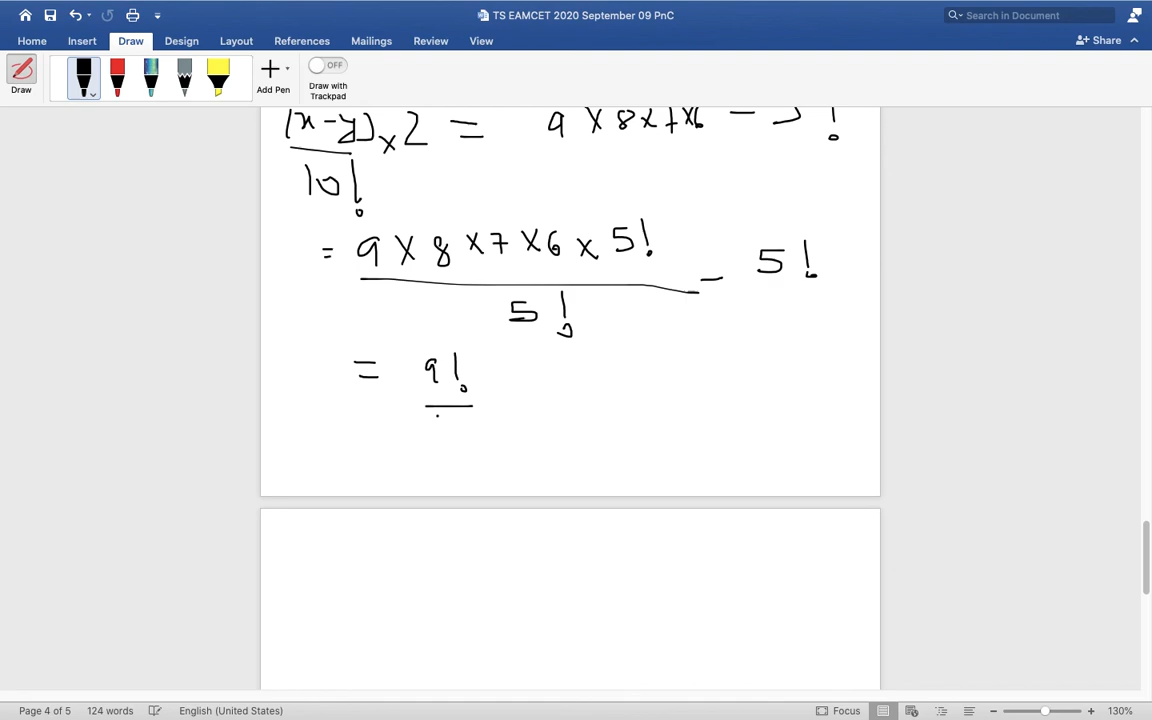 TS EAMCET 2020 September 09 PnC
Search in Document
Home Insert Draw Design Layout References Mailings Review View
Share
Draw
Add Pen
OFF
Draw with
Trackpad
(x-y) × 2 = 9 × 8 × 7 × 6 - 5!
10!
= 9 × 8 × 7 × 6 × 5! - 5!
5!
= 9!
Page 4 of 5 124 words English (United States) Focus 130%